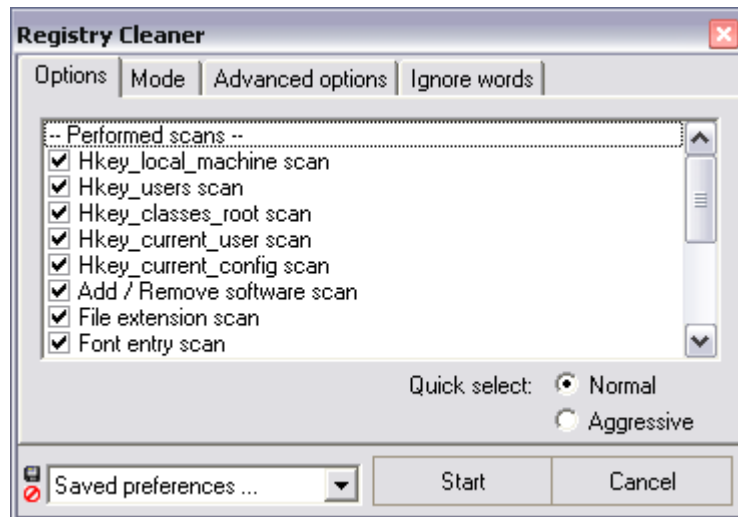 Registry Cleaner
Options Mode Advanced options Ignore words
-- Performed scans --
Hkey_local_machine scan
Hkey_users scan
Hkey_classes_root scan
Hkey_current_user scan
Hkey_current_config scan
Add / Remove software scan
File extension scan
Font entry scan
Quick select: Normal
Aggressive
Saved preferences ... Start Cancel